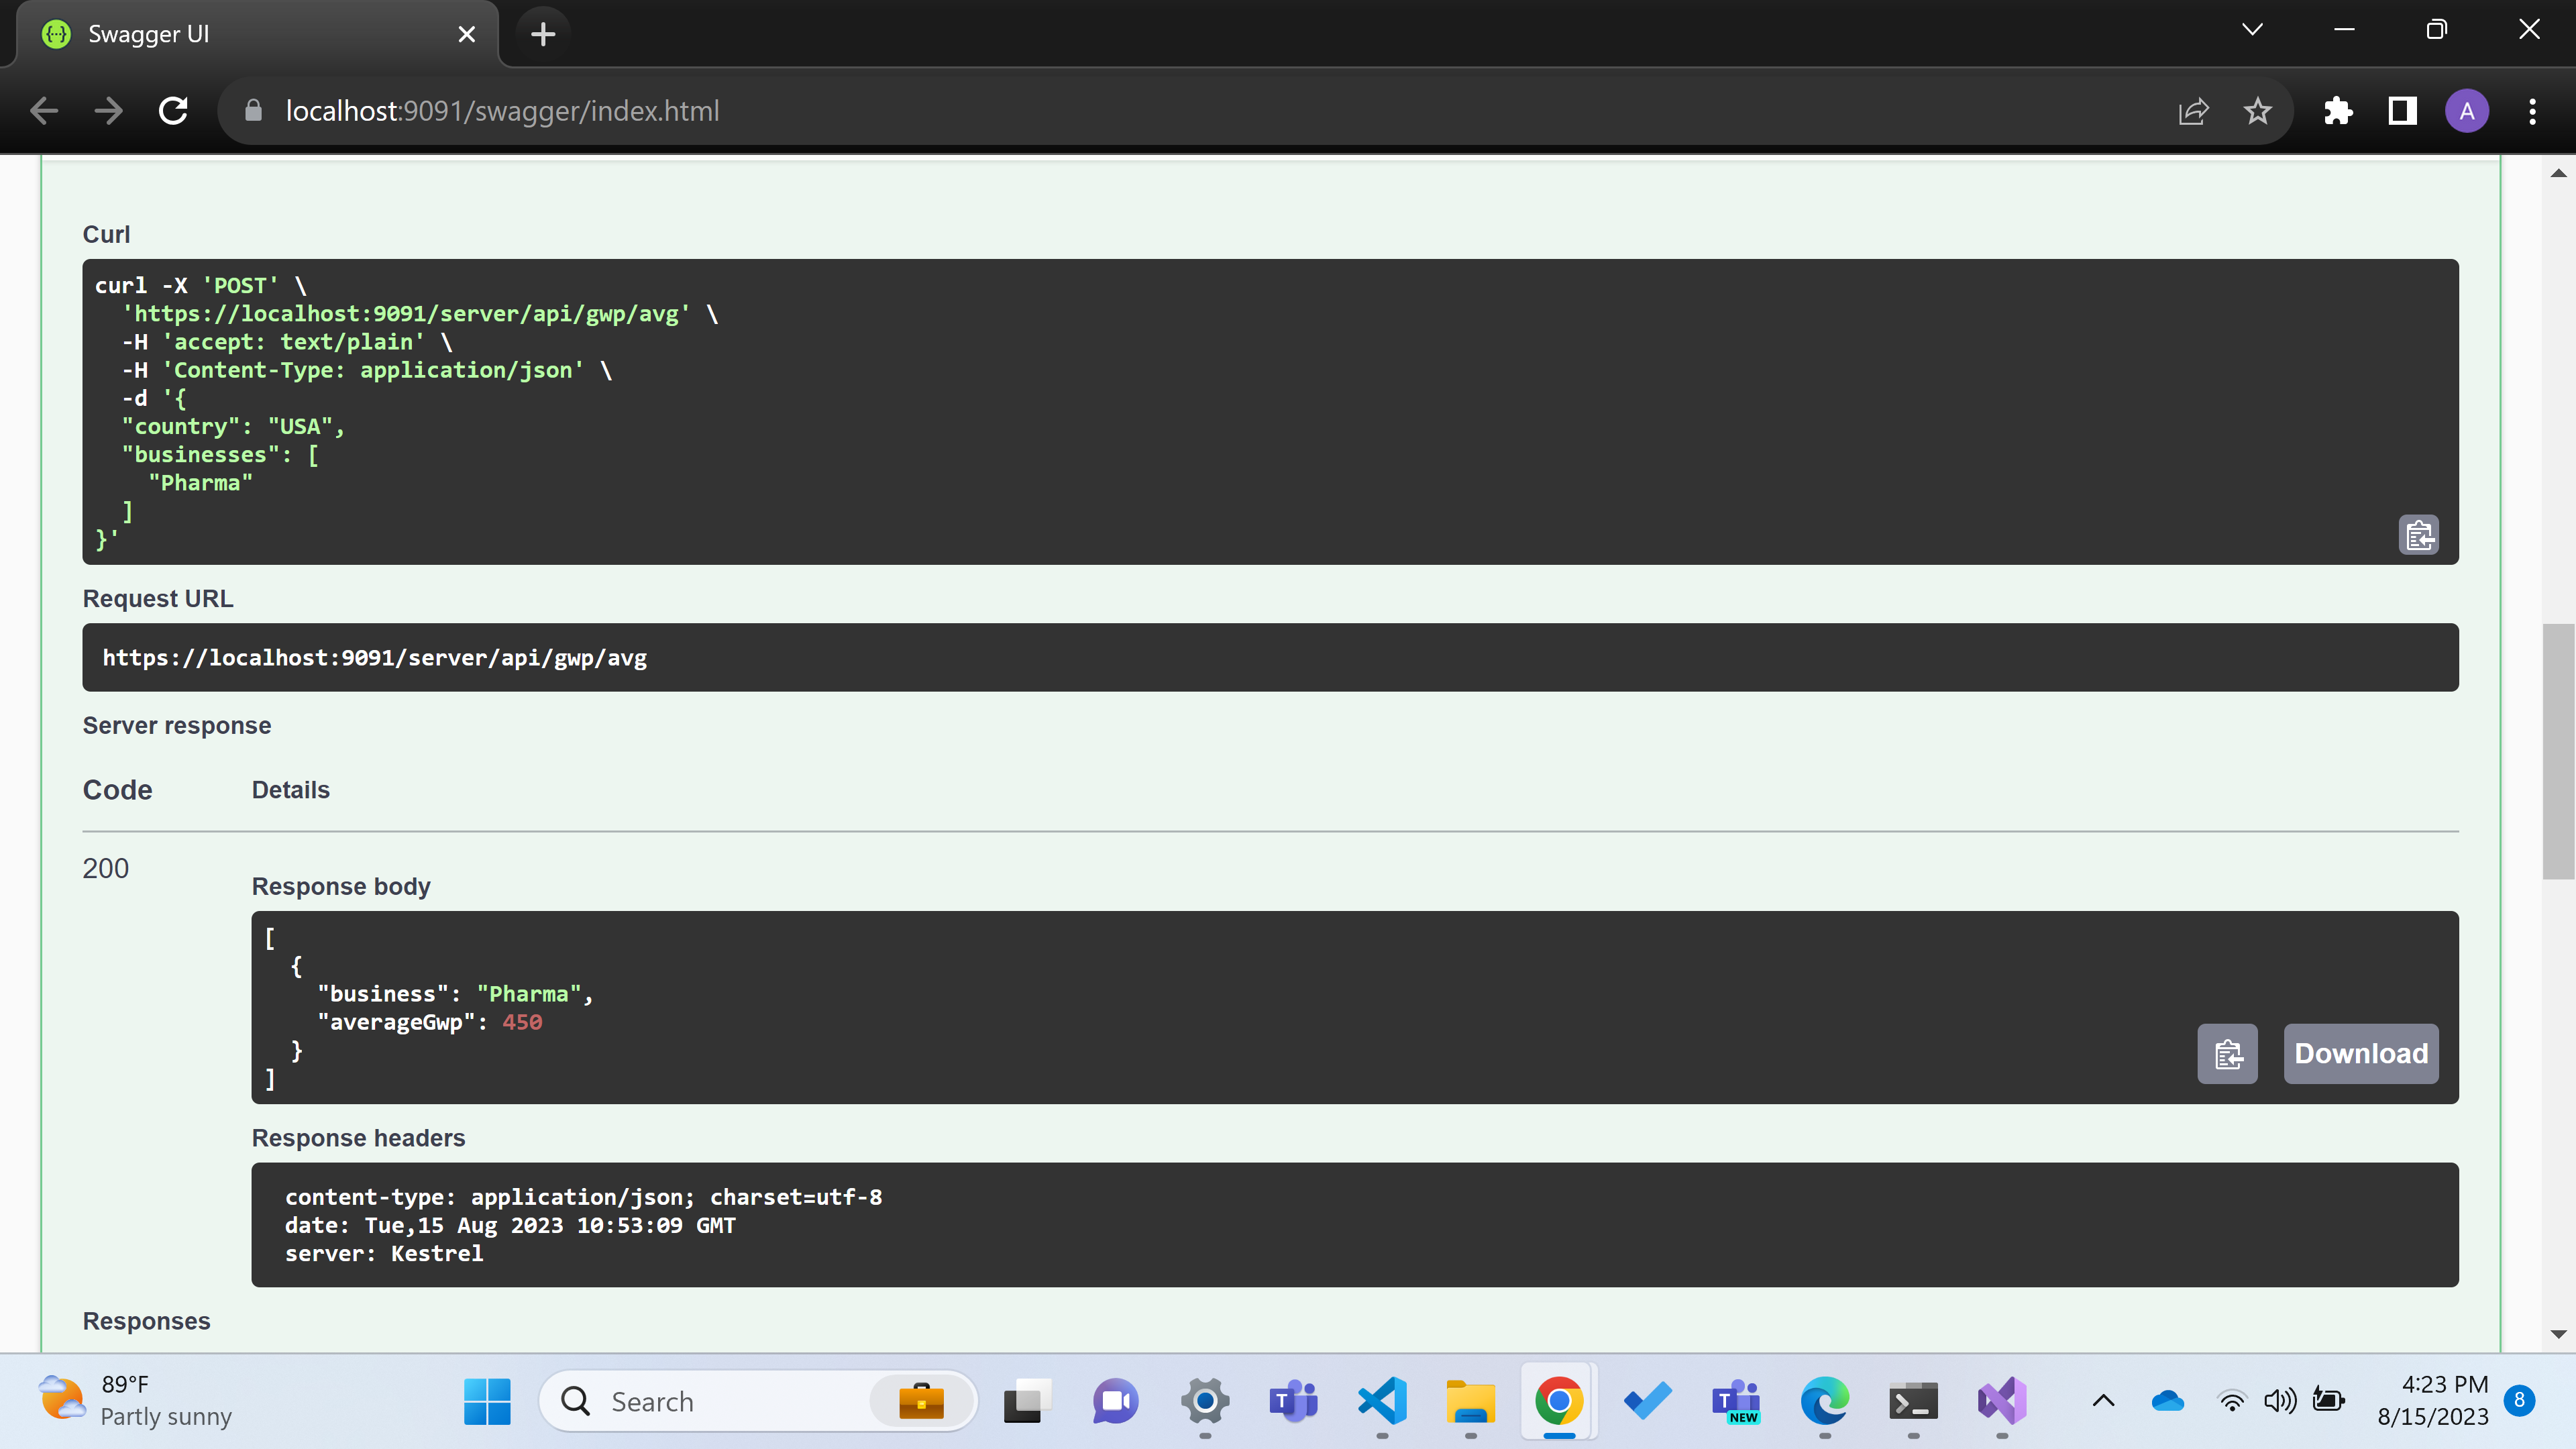 Swagger UI
localhost:9091/swagger/index.html
A
Curl
curl -X 'POST' \
  'https://localhost:9091/server/api/gwp/avg' \
  -H 'accept: text/plain' \
  -H 'Content-Type: application/json' \
  -d '{
  "country": "USA",
  "businesses": [
    "Pharma"
  ]
}'
Request URL
https://localhost:9091/server/api/gwp/avg
Server response
Code Details
200
Response body
[
  {
    "business": "Pharma",
    "averageGwp": 450
  }
]
Download
Response headers
content-type: application/json; charset=utf-8
date: Tue,15 Aug 2023 10:53:09 GMT
server: Kestrel
Responses
89°F
Partly sunny
Search
T
T
NEW
4:23 PM
8/15/2023
8